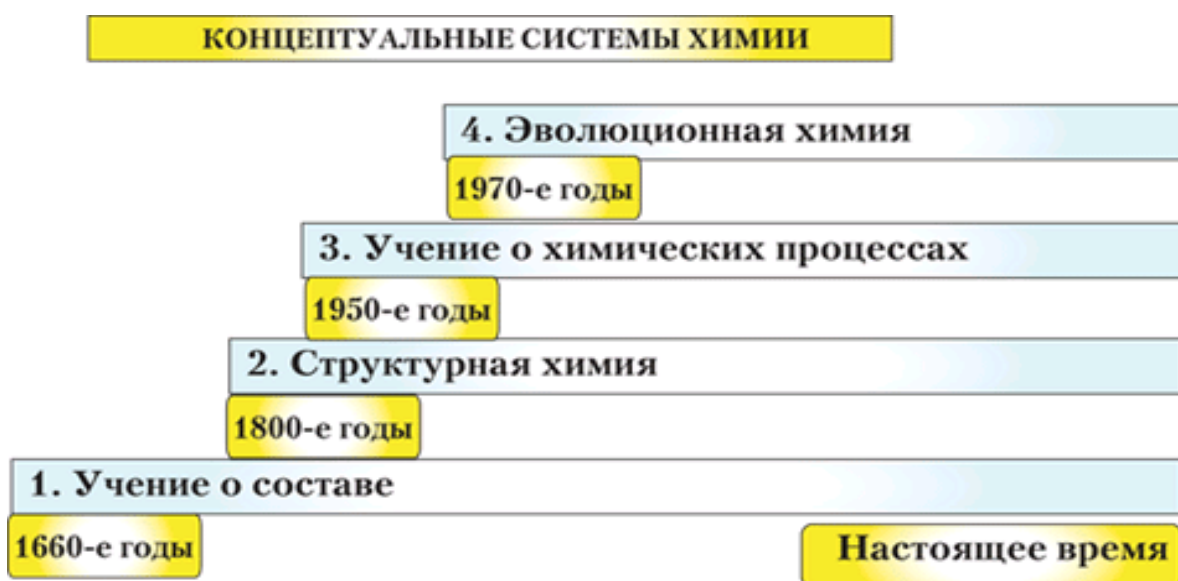 КОНЦЕПТУАЛЬНЫЕ СИСТЕМЫ ХИМИИ
4. Эволюционная химия
1970-е годы
3. Учение о химических процессах
1950-е годы
2. Структурная химия
1800-е годы
1. Учение о составе
1660-е годы
Настоящее время